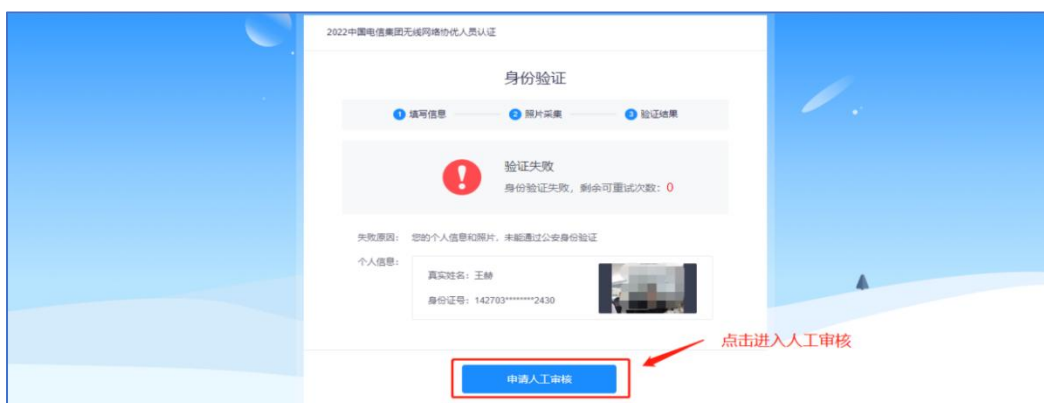 2022中国电信集团无线网络协优人员认证
身份验证
1 填写信息 2 照片采集 3 验证结果
验证失败
身份验证失败，剩余可重试次数：0
失败原因： 您的个人信息和照片，未能通过公安身份验证
个人信息：
真实姓名：王赫
身份证号：142703********2430
点击进入人工审核
申请人工审核